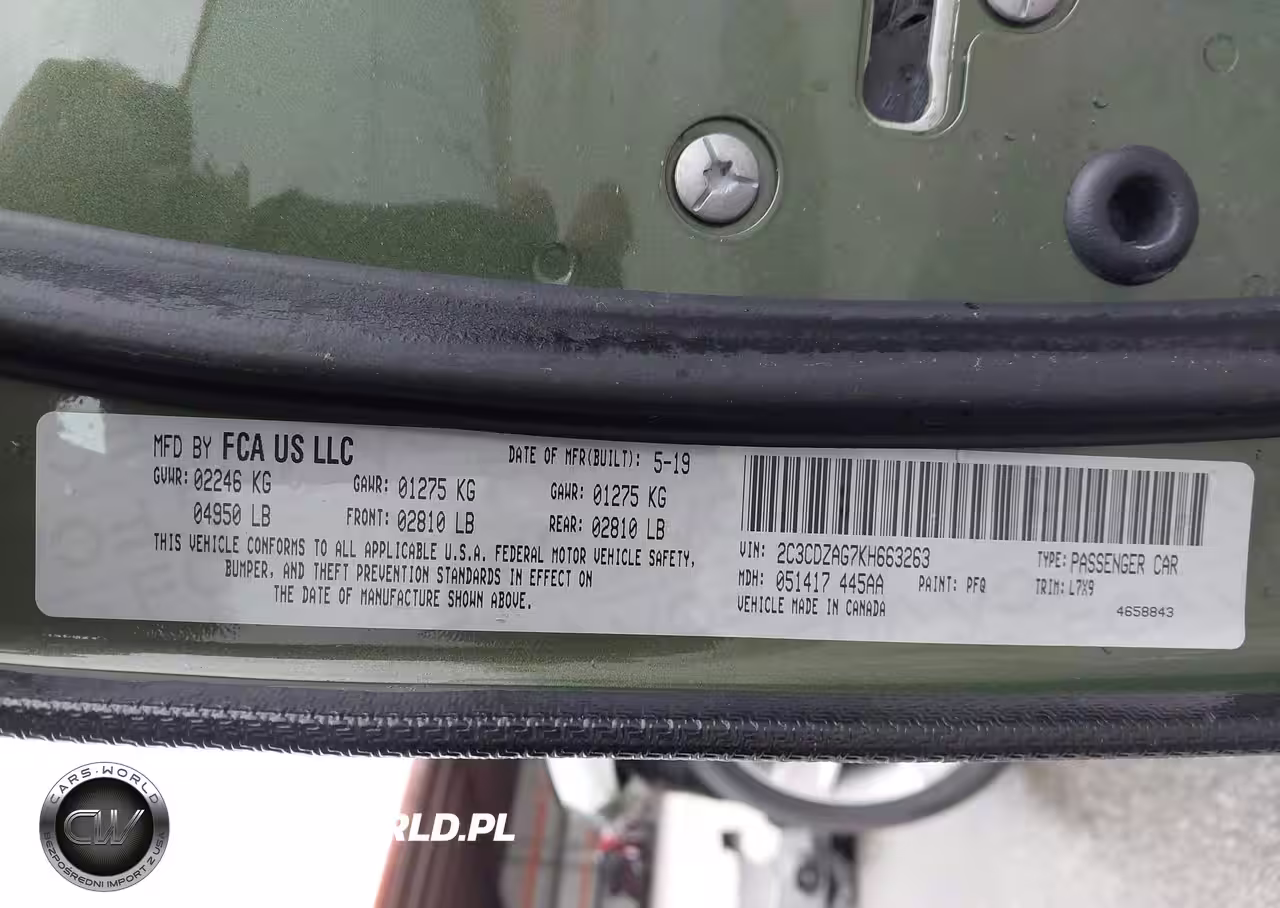 MFD BY FCA US LLC
DATE OF MFR(BUILT): 5-19
GVWR: 02246 KG
04950 LB
GAWR: 01275 KG
FRONT: 02810 LB
GAWR: 01275 KG
REAR: 02810 LB
THIS VEHICLE CONFORMS TO ALL APPLICABLE U.S.A. FEDERAL MOTOR VEHICLE SAFETY,
BUMPER, AND THEFT PREVENTION STANDARDS IN EFFECT ON
THE DATE OF MANUFACTURE SHOWN ABOVE.
VIN: 2C3CDZAG7KH663263
TYPE: PASSENGER CAR
MDH: 051417 445AA
PAINT: PFQ
TRIM: L7X9
VEHICLE MADE IN CANADA
4658843
CARS-WORLD
CW
BEZPOŚREDNI IMPORT Z USA
RLD.PL